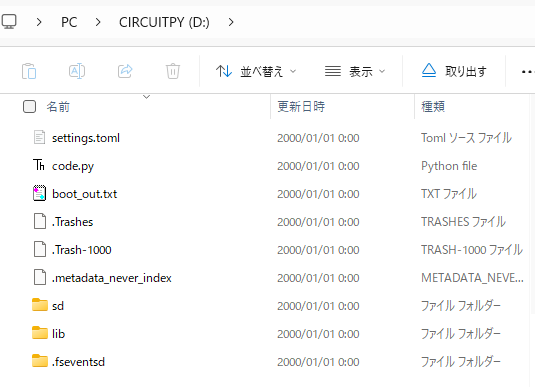 PC > CIRCUITPY (D:) >
並べ替え 表示 取り出す
名前 更新日時 種類
settings.toml 2000/01/01 0:00 Toml ソース ファイル
code.py 2000/01/01 0:00 Python file
boot_out.txt 2000/01/01 0:00 TXT ファイル
.Trashes 2000/01/01 0:00 TRASHES ファイル
.Trash-1000 2000/01/01 0:00 TRASH-1000 ファイル
.metadata_never_index 2000/01/01 0:00 METADATA_NEVE...
sd 2000/01/01 0:00 ファイル フォルダー
lib 2000/01/01 0:00 ファイル フォルダー
.fseventsd 2000/01/01 0:00 ファイル フォルダー